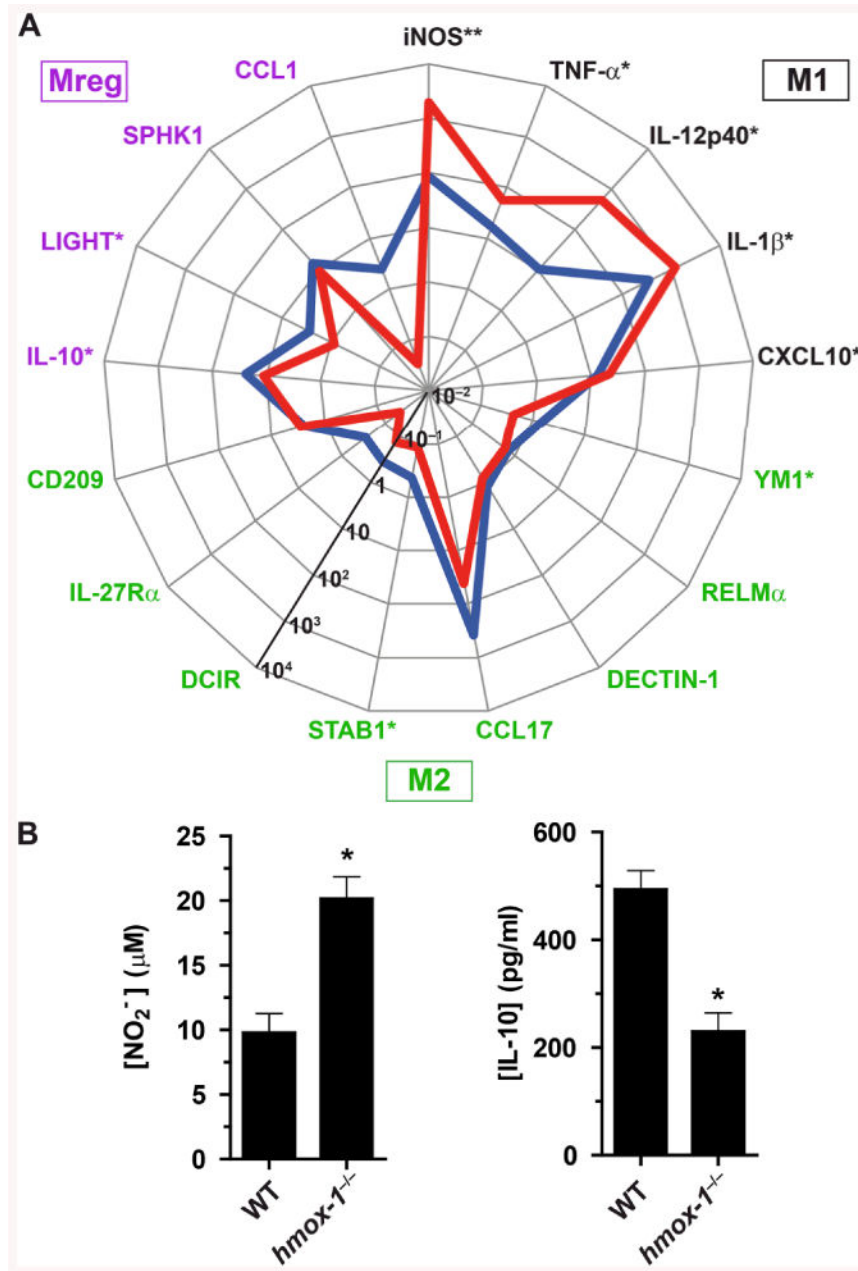 A
iNOS**
Mreg
CCL1
TNF-α*
M1
SPHK1
IL-12p40*
LIGHT*
IL-1β*
IL-10*
CXCL10*
10⁻²
10⁻¹
1
10
10²
10³
10⁴
CD209
YM1*
IL-27Rα
RELMα
DCIR
DECTIN-1
STAB1*
CCL17
M2
B
[NO₂⁻] (μM)
25
20
15
10
5
0
*
WT
hmox-1⁻/⁻
[IL-10] (pg/ml)
600
400
200
0
*
WT
hmox-1⁻/⁻